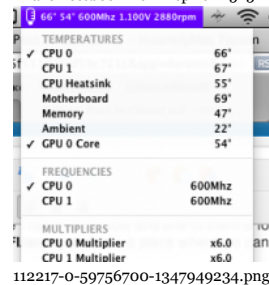 66° 54° 600Mhz 1.100V 2880rpm
TEMPERATURES
✓ CPU 0 66°
CPU 1 67°
CPU Heatsink 55°
Motherboard 69°
Memory 47°
Ambient 22°
✓ GPU 0 Core 54°
FREQUENCIES
✓ CPU 0 600Mhz
CPU 1 600Mhz
MULTIPLIERS
CPU 0 Multiplier x6.0
CPU 1 Multiplier x6.0
112217-0-59756700-1347949234.png